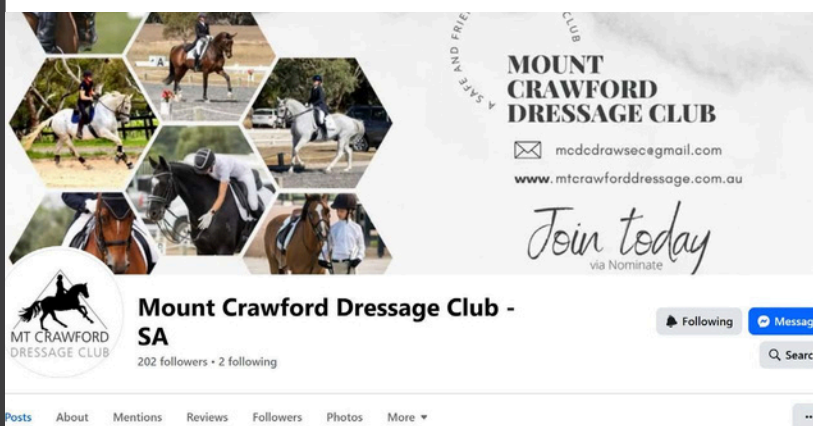 A SAFE AND FRIE
CLUB
MOUNT
CRAWFORD
DRESSAGE CLUB
mcdcdrawsec@gmail.com
www.mtcrawforddressage.com.au
Join today
via Nominate
A
MT CRAWFORD
DRESSAGE CLUB
Mount Crawford Dressage Club -
SA
202 followers • 2 following
Following
Messag
Searc
Posts About Mentions Reviews Followers Photos More